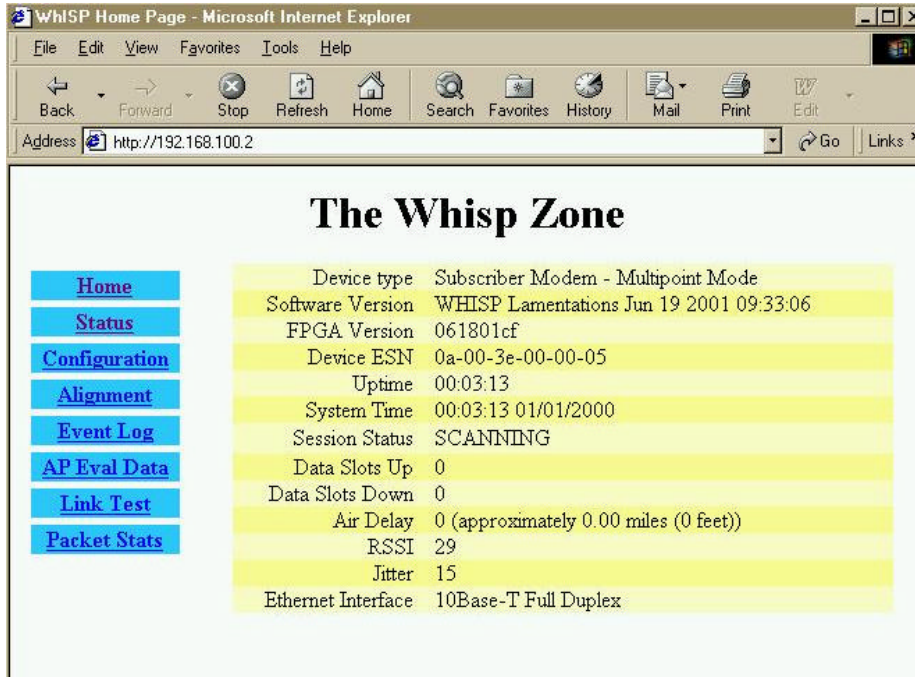 WhISP Home Page - Microsoft Internet Explorer
File Edit View Favorites Tools Help
Back Forward Stop Refresh Home Search Favorites History Mail Print Edit
Address http://192.168.100.2 Go Links
The Whisp Zone
Home
Status
Configuration
Alignment
Event Log
AP Eval Data
Link Test
Packet Stats
Device type Subscriber Modem - Multipoint Mode
Software Version WHISP Lamentations Jun 19 2001 09:33:06
FPGA Version 061801cf
Device ESN 0a-00-3e-00-00-05
Uptime 00:03:13
System Time 00:03:13 01/01/2000
Session Status SCANNING
Data Slots Up 0
Data Slots Down 0
Air Delay 0 (approximately 0.00 miles (0 feet))
RSSI 29
Jitter 15
Ethernet Interface 10Base-T Full Duplex